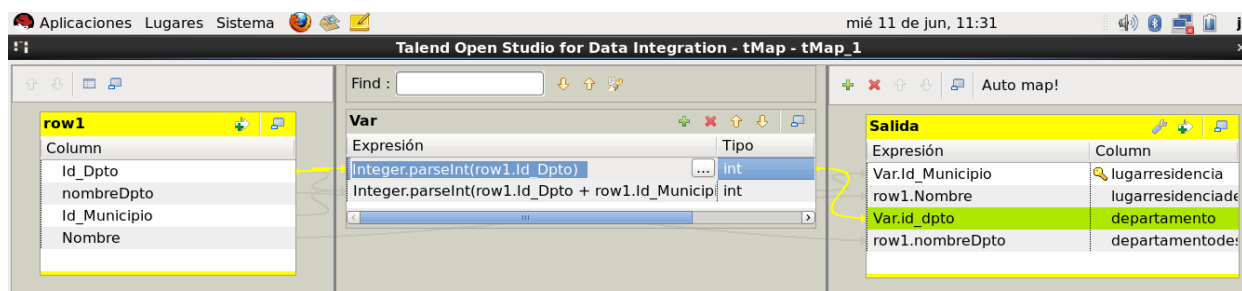 Aplicaciones Lugares Sistema mié 11 de jun, 11:31 j
Talend Open Studio for Data Integration - tMap - tMap_1
Find : Auto map!
row1
Column
Id_Dpto
nombreDpto
Id_Municipio
Nombre
Var
Expresión Tipo
Integer.parseInt(row1.Id_Dpto) ... int
Integer.parseInt(row1.Id_Dpto + row1.Id_Municipi int
Salida
Expresión Column
Var.Id_Municipio lugarresidencia
row1.Nombre lugarresidenciade
Var.id_dpto departamento
row1.nombreDpto departamentodes